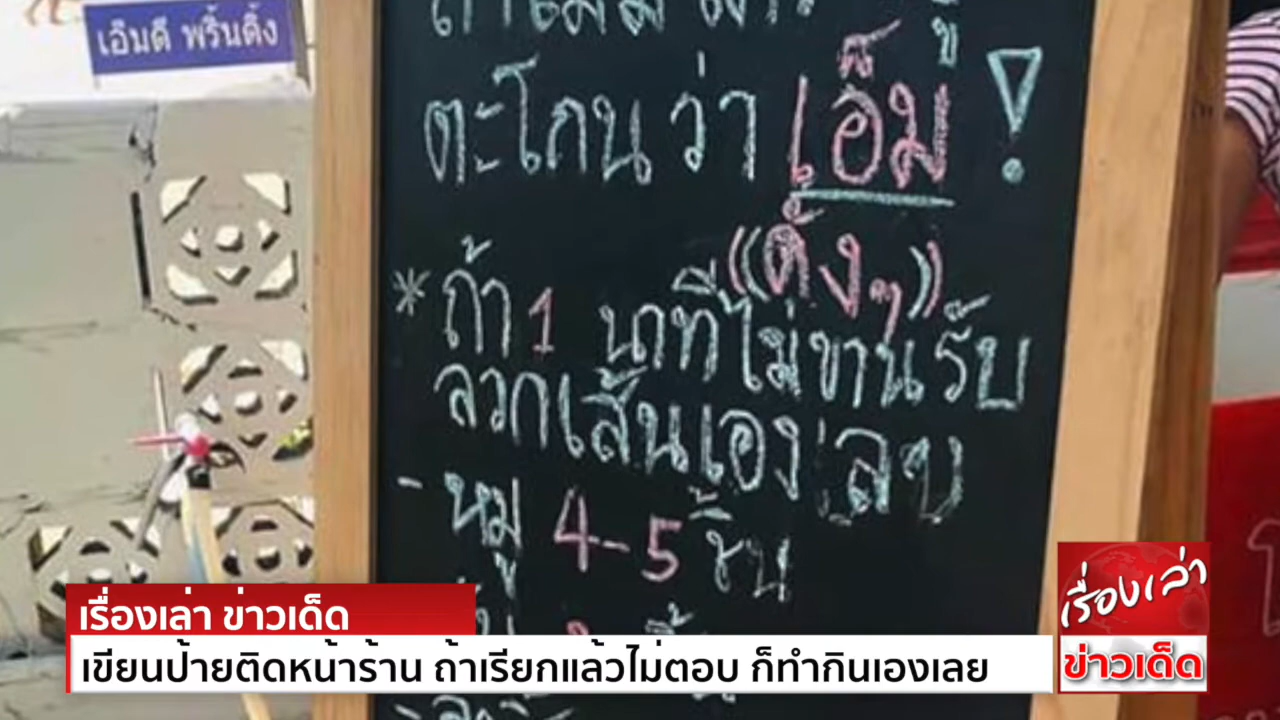 เอ็มดี พริ้นติ้ง
ตะโกนว่า เอ็ม !
((ดังๆ))
*ถ้า 1 นาทีไม่ขานรับ
ลวกเส้นเอง เลย
- หมู 4-5 ชิ้น
เรื่องเล่า ข่าวเด็ด
เขียนป้ายติดหน้าร้าน ถ้าเรียกแล้วไม่ตอบ ก็ทำกินเองเลย
เรื่องเล่า
ข่าวเด็ด